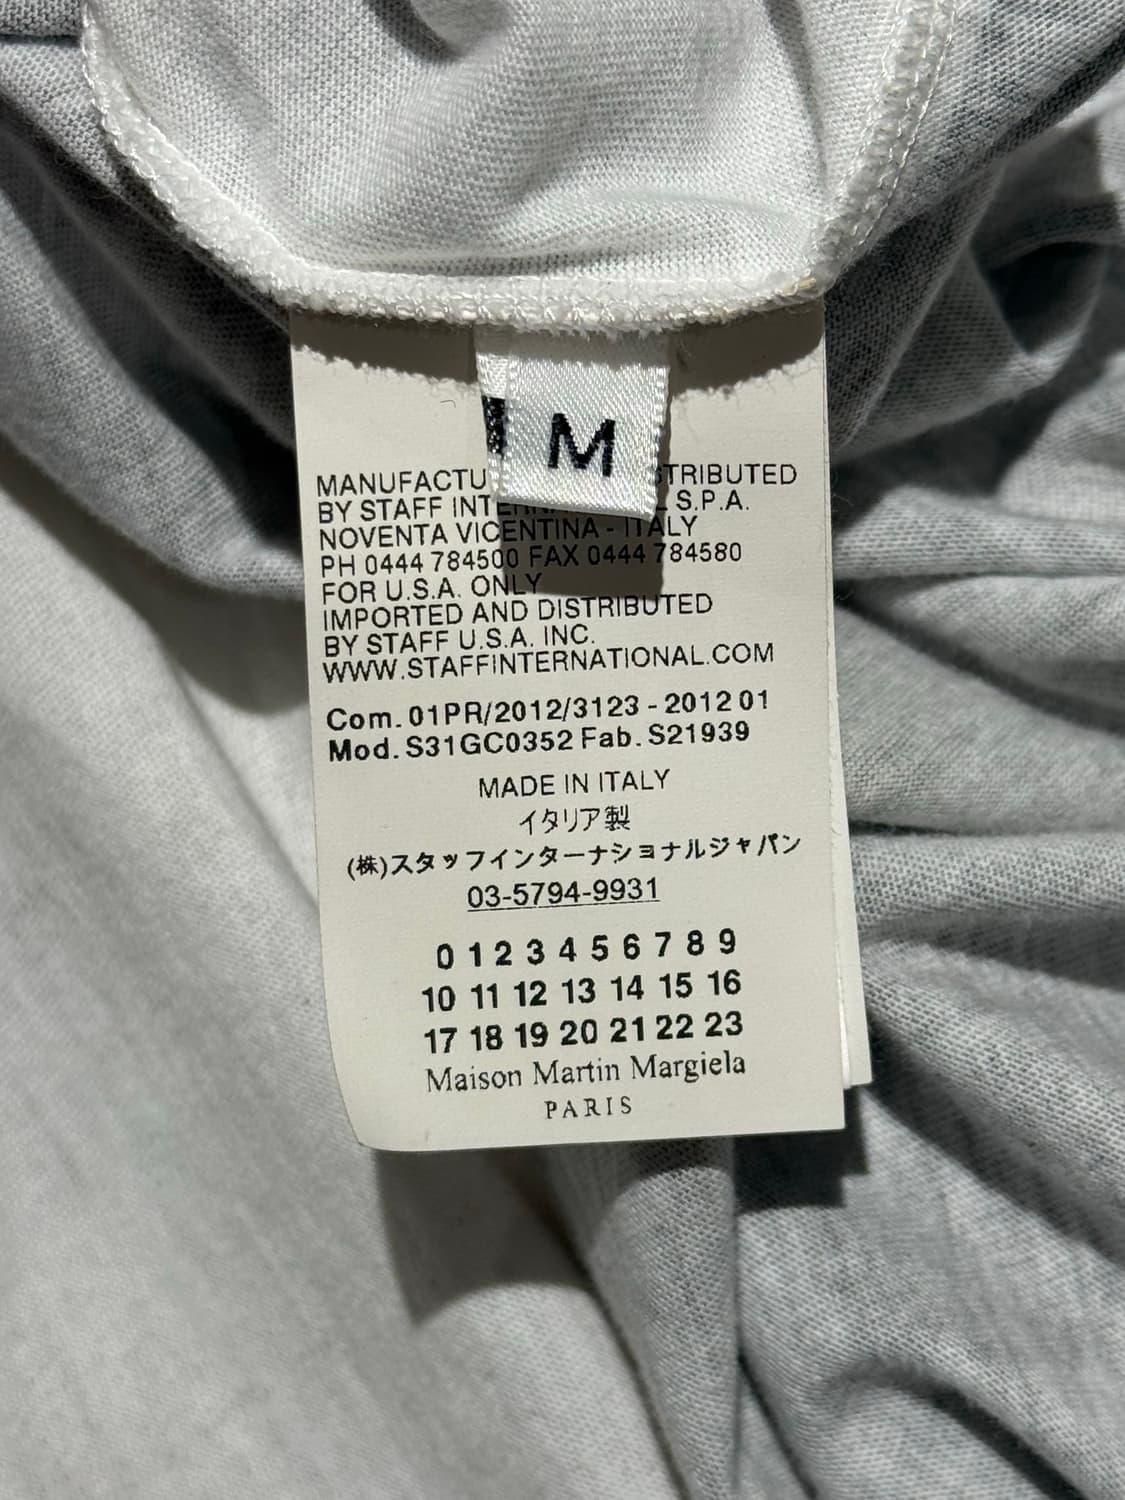 M
MANUFACTU STRIBUTED
BY STAFF INT L S.P.A.
NOVENTA VICENTINA - ITALY
PH 0444 784500 FAX 0444 784580
FOR U.S.A. ONLY
IMPORTED AND DISTRIBUTED
BY STAFF U.S.A. INC.
WWW.STAFFINTERNATIONAL.COM
Com. 01PR/2012/3123 - 2012 01
Mod. S31GC0352 Fab. S21939
MADE IN ITALY
イタリア製
(株)スタッフインターナショナルジャパン
03-5794-9931
0 1 2 3 4 5 6 7 8 9
10 11 12 13 14 15 16
17 18 19 20 21 22 23
Maison Martin Margiela
PARIS